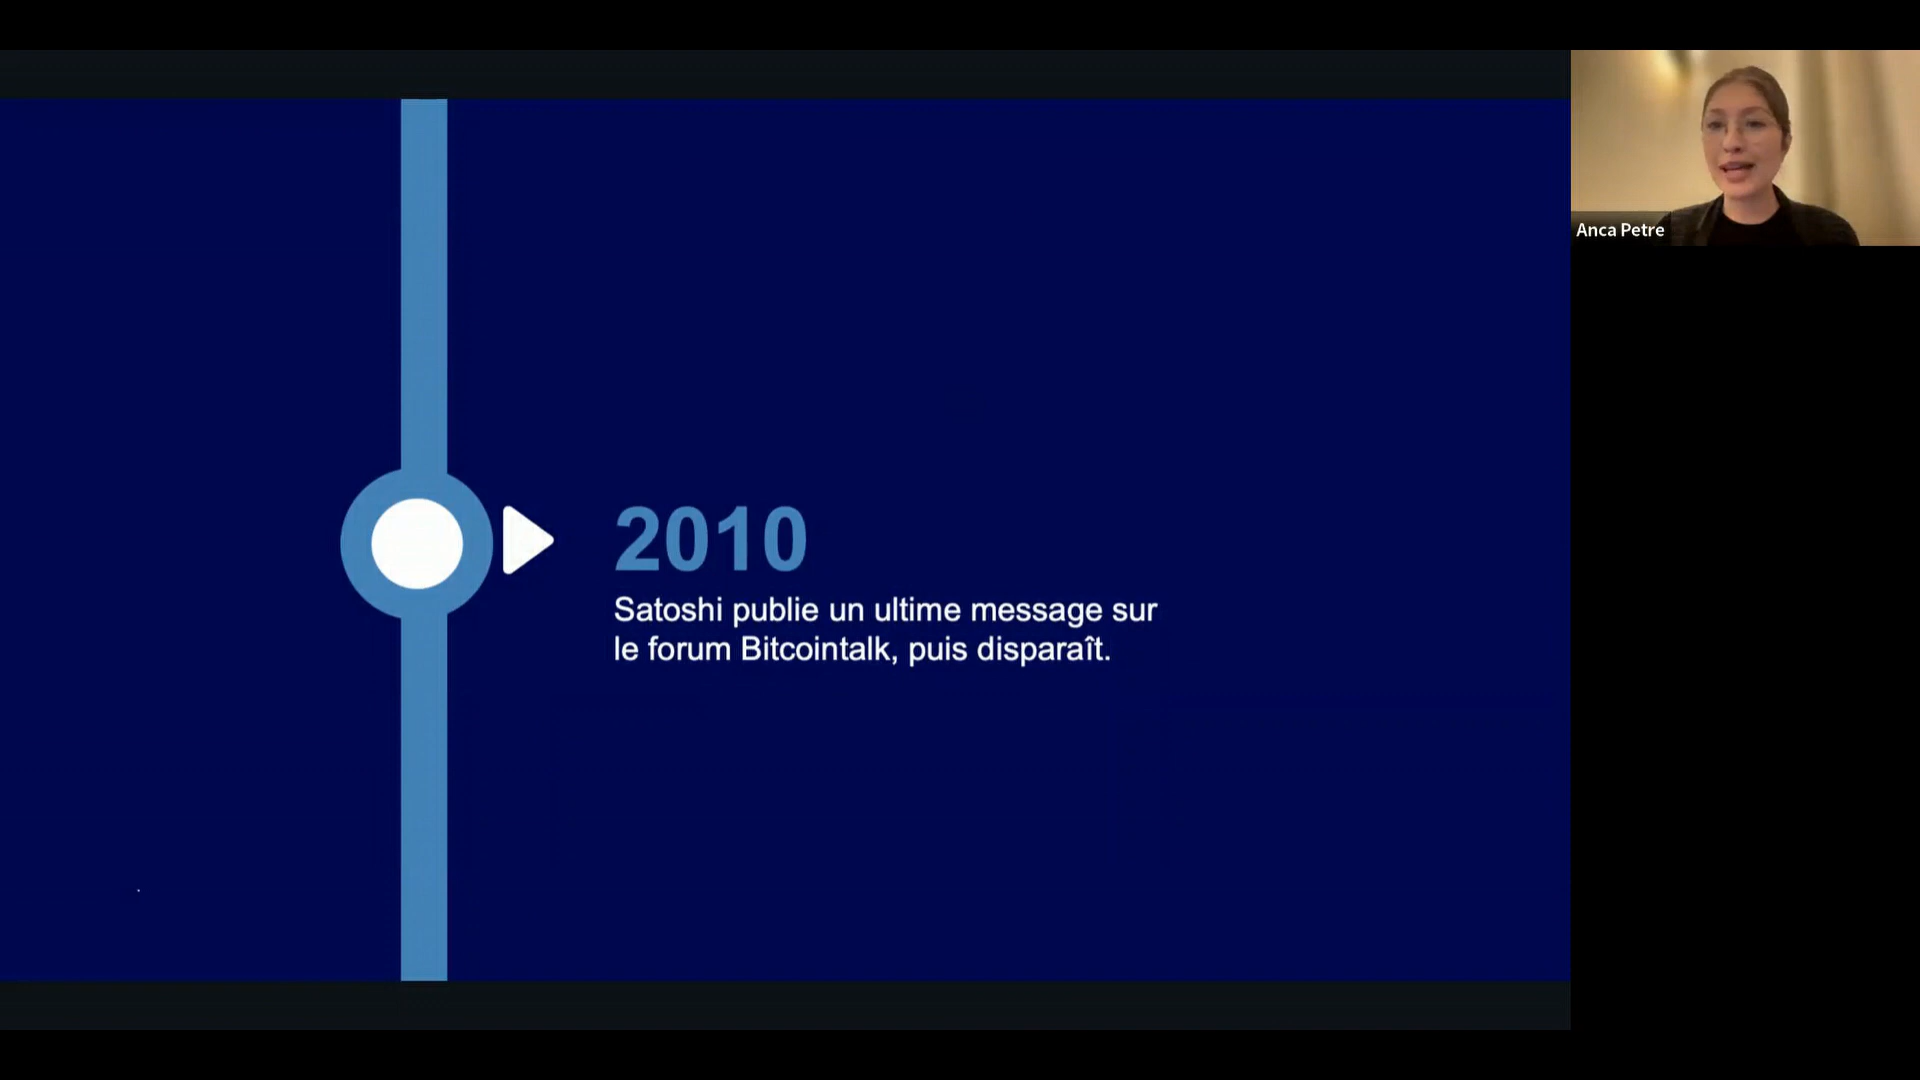 2010
Satoshi publie un ultime message sur
le forum Bitcointalk, puis disparaît.
Anca Petre